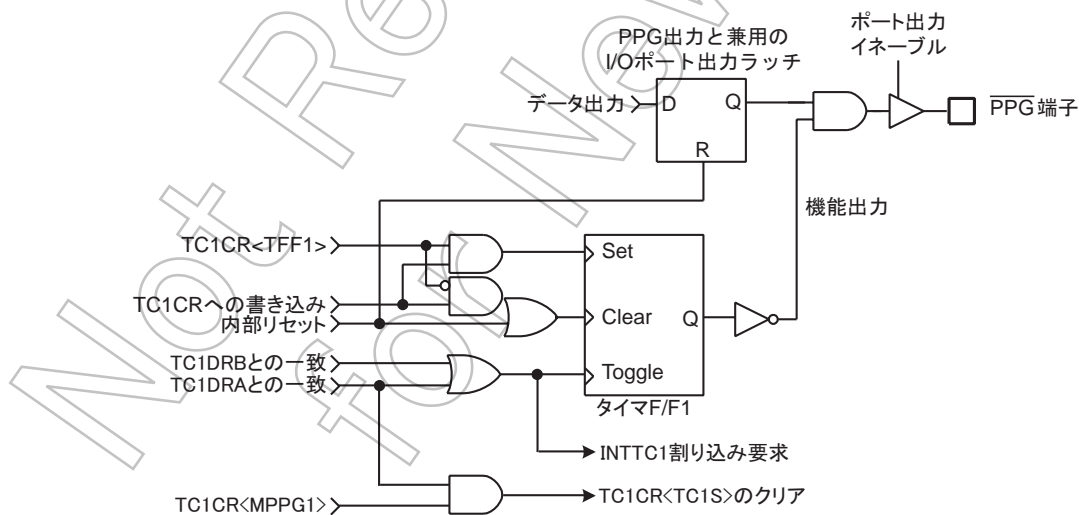 ポート出力
イネーブル
PPG出力と兼用の
I/Oポート出力ラッチ
データ出力
D
Q
R
PPG端子
機能出力
TC1CR<TFF1>
Set
TC1CRへの書き込み
内部リセット
Clear
Q
TC1DRBとの一致
TC1DRAとの一致
Toggle
タイマF/F1
INTTC1割り込み要求
TC1CR<MPPG1>
TC1CR<TC1S>のクリア
Not Re
for Ne